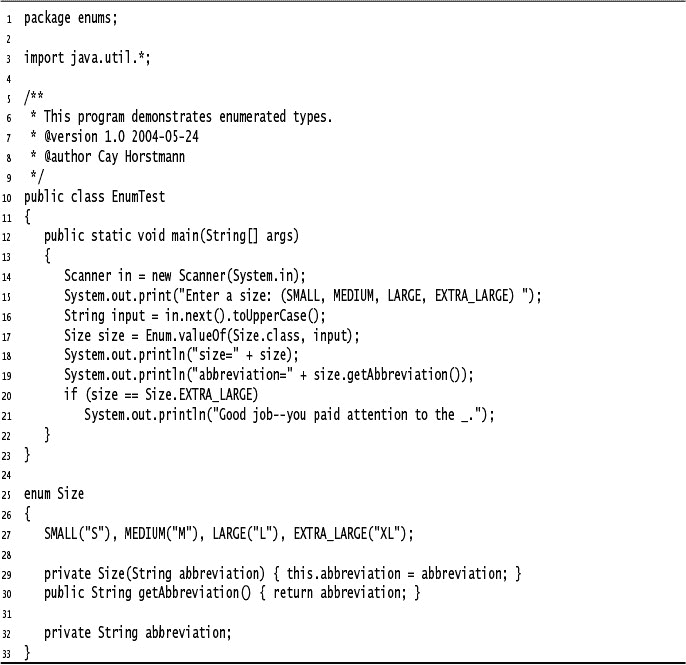 1 package enums;
2
3 import java.util.*;
4
5 /**
6  * This program demonstrates enumerated types.
7  * @version 1.0 2004-05-24
8  * @author Cay Horstmann
9  */
10 public class EnumTest
11 {
12    public static void main(String[] args)
13    {
14       Scanner in = new Scanner(System.in);
15       System.out.print("Enter a size: (SMALL, MEDIUM, LARGE, EXTRA_LARGE) ");
16       String input = in.next().toUpperCase();
17       Size size = Enum.valueOf(Size.class, input);
18       System.out.println("size=" + size);
19       System.out.println("abbreviation=" + size.getAbbreviation());
20       if (size == Size.EXTRA_LARGE)
21          System.out.println("Good job--you paid attention to the _.");
22    }
23 }
24
25 enum Size
26 {
27    SMALL("S"), MEDIUM("M"), LARGE("L"), EXTRA_LARGE("XL");
28
29    private Size(String abbreviation) { this.abbreviation = abbreviation; }
30    public String getAbbreviation() { return abbreviation; }
31
32    private String abbreviation;
33 }